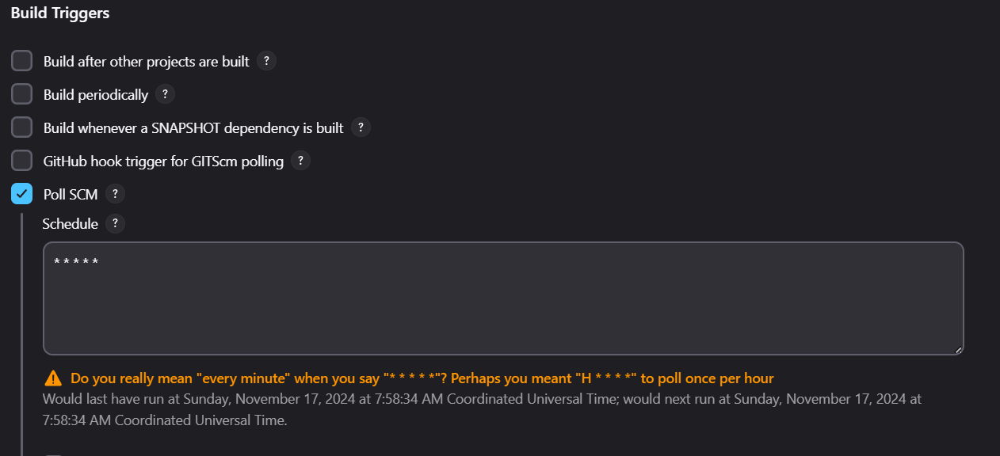 Build Triggers
Build after other projects are built ?
Build periodically ?
Build whenever a SNAPSHOT dependency is built ?
GitHub hook trigger for GITScm polling ?
Poll SCM ?
Schedule ?
* * * * *
Do you really mean "every minute" when you say "* * * * *"? Perhaps you meant "H * * * *" to poll once per hour
Would last have run at Sunday, November 17, 2024 at 7:58:34 AM Coordinated Universal Time; would next run at Sunday, November 17, 2024 at
7:58:34 AM Coordinated Universal Time.